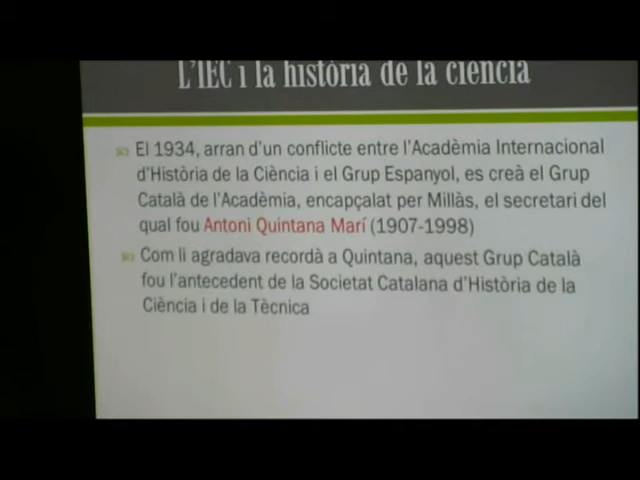 L'IEC i la història de la ciència
El 1934, arran d'un conflicte entre l'Acadèmia Internacional
d'Història de la Ciència i el Grup Espanyol, es creà el Grup
Català de l'Acadèmia, encapçalat per Millàs, el secretari del
qual fou Antoni Quintana Marí (1907-1998)
Com li agradava recordà a Quintana, aquest Grup Català
fou l'antecedent de la Societat Catalana d'Història de la
Ciència i de la Tècnica